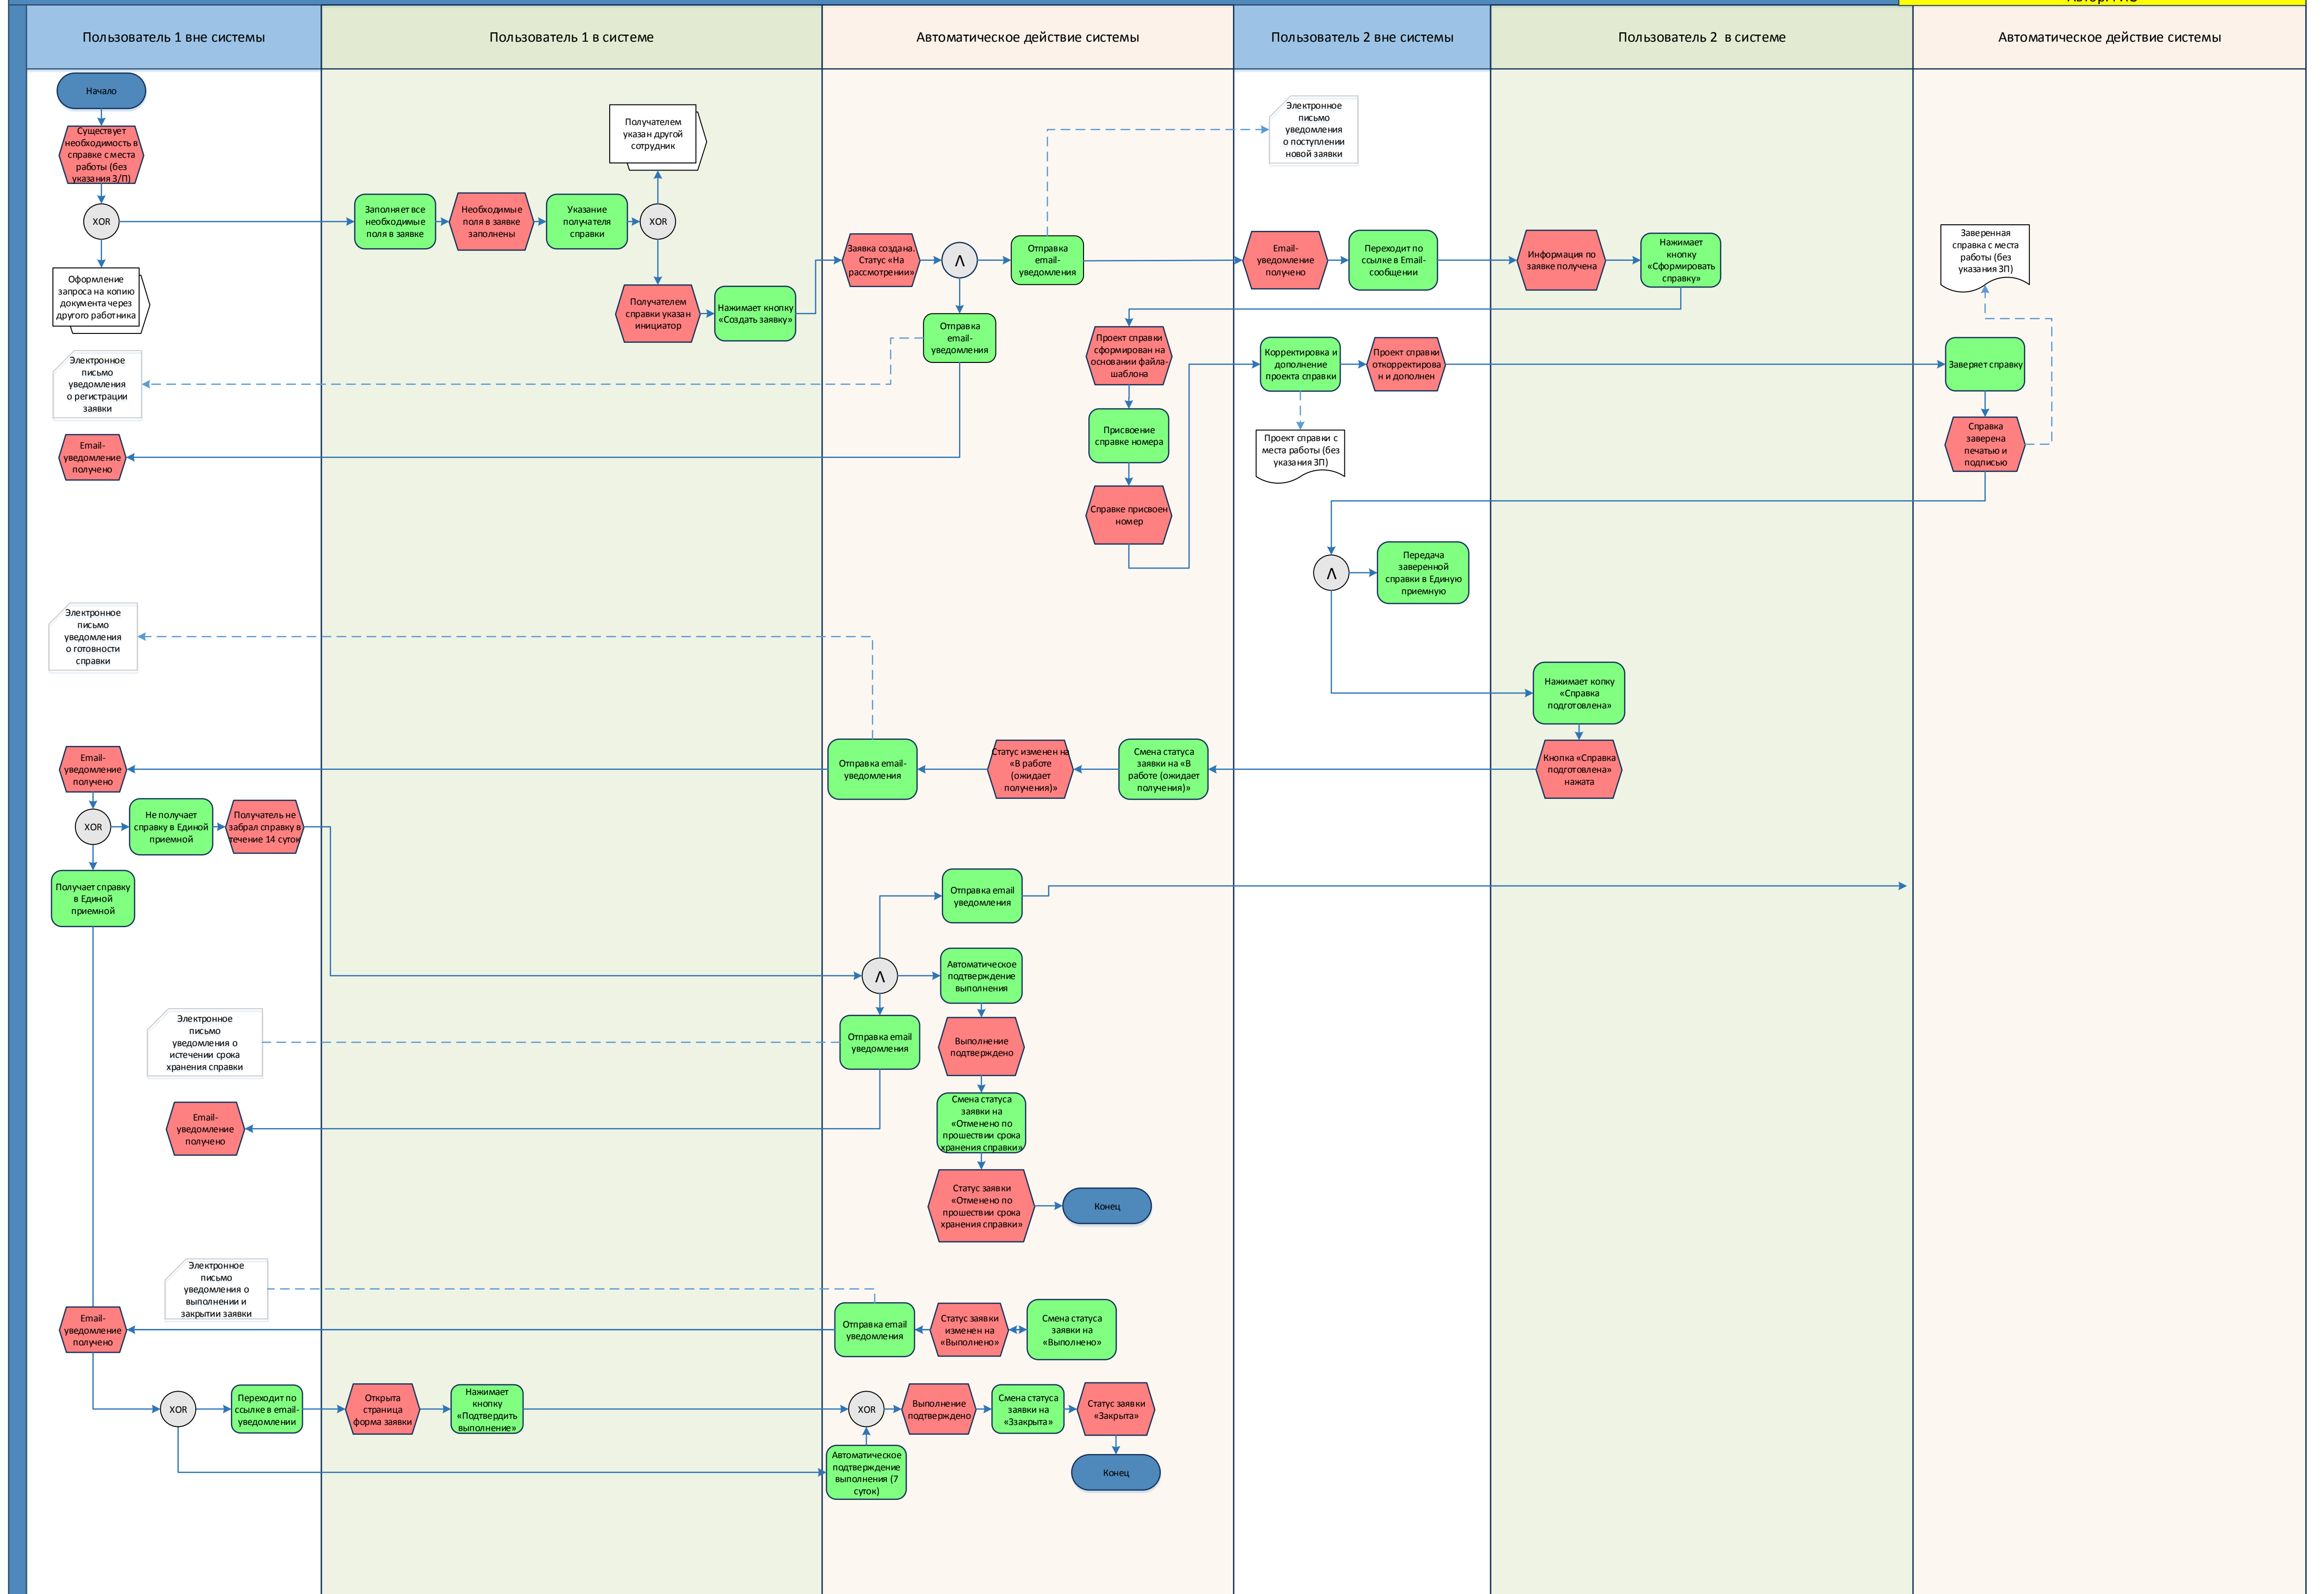 Пользователь 1 вне системы
Пользователь 1 в системе
Автоматическое действие системы
Пользователь 2 вне системы
Пользователь 2  в системе
Автоматическое действие системы
Начало
Существует
необходимость в
справке с места
работы (без
указания З/П)
XOR
Оформление
запроса на копию
документа через
другого работника
Заполняет все
необходимые
поля в заявке
Необходимые
поля в заявке
заполнены
Указание
получателя
справки
XOR
Получателем
указан другой
сотрудник
Получателем
справки указан
инициатор
Нажимает кнопку
«Создать заявку»
Заявка создана.
Статус «На
рассмотрении»
Λ
Отправка
email-
уведомления
Отправка
email-
уведомления
Электронное
письмо
уведомления
о поступлении
новой заявки
Email-
уведомление
получено
Переходит по
ссылке в Email-
сообщении
Информация по
заявке получена
Нажимает
кнопку
«Сформировать
справку»
Заверенная
справка с места
работы (без
указания ЗП)
Электронное
письмо
уведомления
о регистрации
заявки
Email-
уведомление
получено
Проект справки
сформирован на
основании файла-
шаблона
Присвоение
справке номера
Справке присвоен
номер
Корректировка и
дополнение
проекта справки
Проект справки
откорректирова
н и дополнен
Проект справки с
места работы (без
указания ЗП)
Заверяет справку
Справка
заверена
печатью и
подписью
Λ
Передача
заверенной
справки в Единую
приемную
Электронное
письмо
уведомления
о готовности
справки
Нажимает копку
«Справка
подготовлена»
Кнопка «Справка
подготовлена»
нажата
Смена статуса
заявки на «В
работе (ожидает
получения)»
Статус изменен на
«В работе
(ожидает
получения)»
Отправка email-
уведомления
Email-
уведомление
получено
XOR
Не получает
справку в Единой
приемной
Получатель не
забрал справку в
течение 14 суток
Получает справку
в Единой
приемной
Отправка email
уведомления
Λ
Автоматическое
подтверждение
выполнения
Отправка email
уведомления
Выполнение
подтверждено
Электронное
письмо
уведомления о
истечении срока
хранения справки
Email-
уведомление
получено
Смена статуса
заявки на
«Отменено по
прошествии срока
хранения справки»
Статус заявки
«Отменено по
прошествии срока
хранения справки»
Конец
Электронное
письмо
уведомления о
выполнении и
закрытии заявки
Email-
уведомление
получено
Отправка email
уведомления
Статус заявки
изменен на
«Выполнено»
Смена статуса
заявки на
«Выполнено»
XOR
Переходит по
ссылке в email-
уведомлении
Открыта
страница
форма заявки
Нажимает
кнопку
«Подтвердить
выполнение»
XOR
Выполнение
подтверждено
Смена статуса
заявки на
«Ззакрыта»
Статус заявки
«Закрыта»
Автоматическое
подтверждение
выполнения (7
суток)
Конец